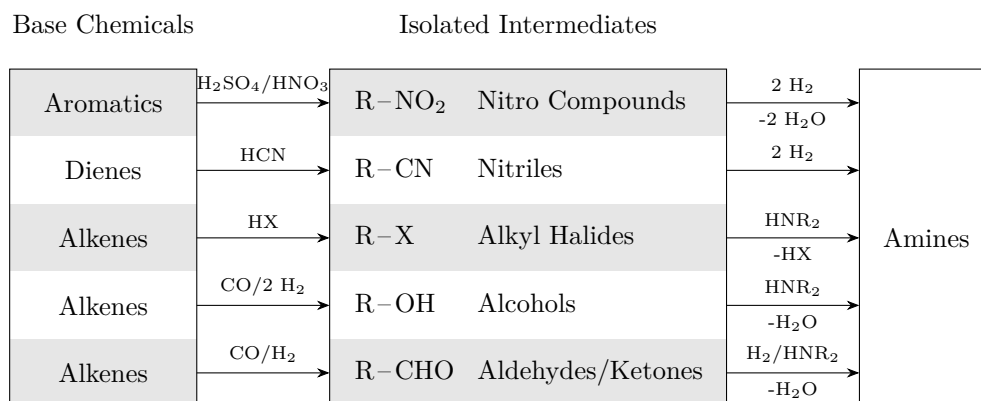 Base Chemicals Isolated Intermediates
Aromatics H₂SO₄/HNO₃ R–NO₂ Nitro Compounds 2 H₂
-2 H₂O
Dienes HCN R–CN Nitriles 2 H₂
Alkenes HX R–X Alkyl Halides HNR₂ Amines
-HX
Alkenes CO/2 H₂ R–OH Alcohols HNR₂
-H₂O
Alkenes CO/H₂ R–CHO Aldehydes/Ketones H₂/HNR₂
-H₂O